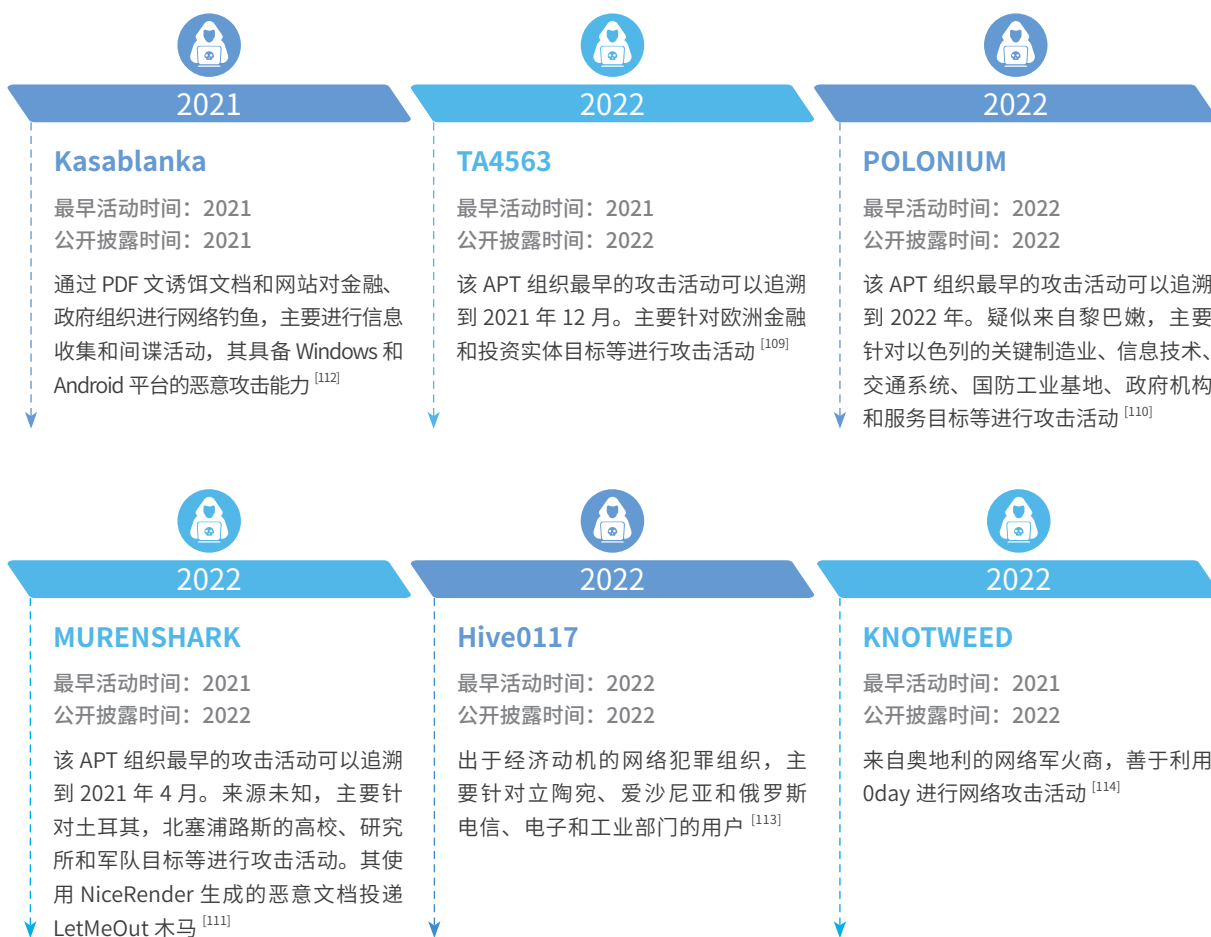 2021
Kasablanka
最早活动时间：2021
公开披露时间：2021
通过 PDF 文诱饵文档和网站对金融、
政府组织进行网络钓鱼，主要进行信息
收集和间谍活动，其具备 Windows 和
Android 平台的恶意攻击能力 [112]
2022
TA4563
最早活动时间：2021
公开披露时间：2022
该 APT 组织最早的攻击活动可以追溯
到 2021 年 12 月。主要针对欧洲金融
和投资实体目标等进行攻击活动 [109]
2022
POLONIUM
最早活动时间：2022
公开披露时间：2022
该 APT 组织最早的攻击活动可以追溯
到 2022 年。疑似来自黎巴嫩，主要
针对以色列的关键制造业、信息技术、
交通系统、国防工业基地、政府机构
和服务目标等进行攻击活动 [110]
2022
MURENSHARK
最早活动时间：2021
公开披露时间：2022
该 APT 组织最早的攻击活动可以追溯
到 2021 年 4 月。来源未知，主要针
对土耳其，北塞浦路斯的高校、研究
所和军队目标等进行攻击活动。其使
用 NiceRender 生成的恶意文档投递
LetMeOut 木马 [111]
2022
Hive0117
最早活动时间：2022
公开披露时间：2022
出于经济动机的网络犯罪组织，主
要针对立陶宛、爱沙尼亚和俄罗斯
电信、电子和工业部门的用户 [113]
2022
KNOTWEED
最早活动时间：2021
公开披露时间：2022
来自奥地利的网络军火商，善于利用
0day 进行网络攻击活动 [114]